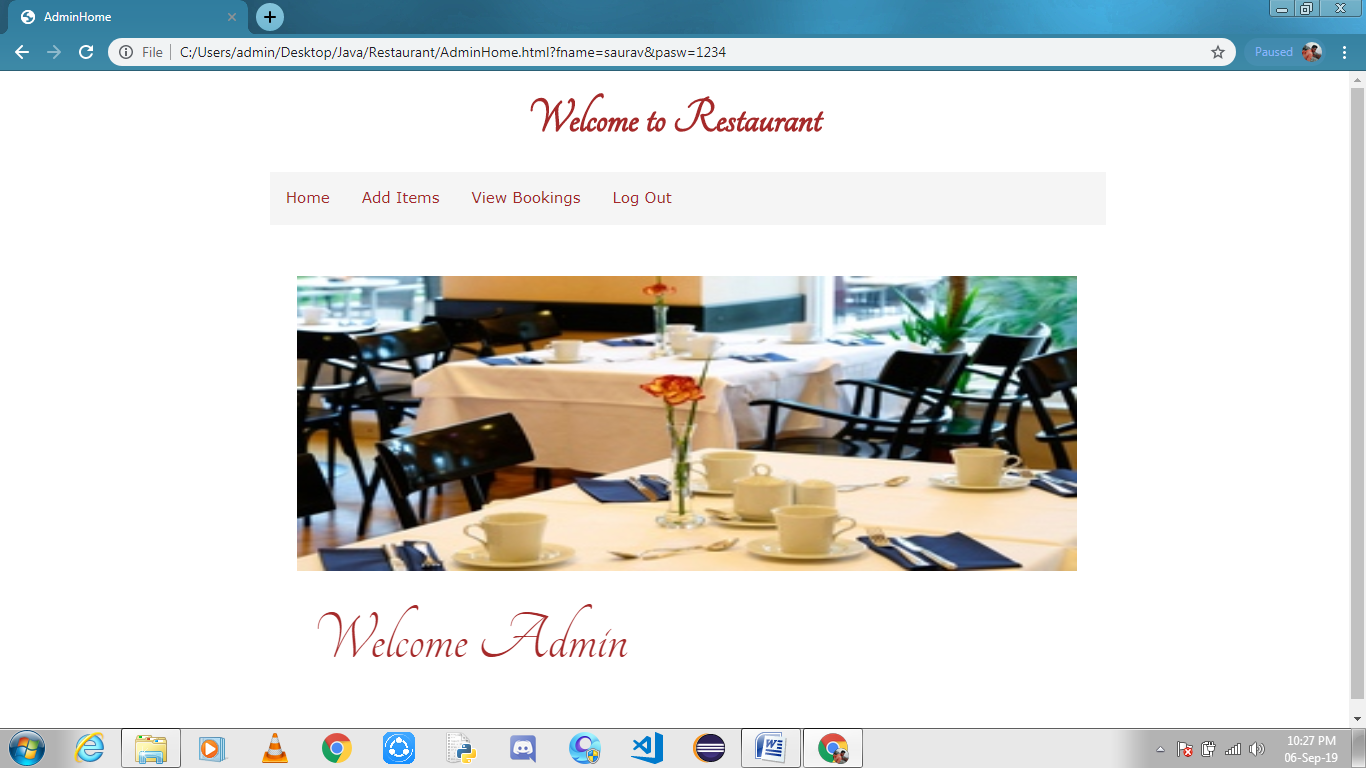 AdminHome
File
C:/Users/admin/Desktop/Java/Restaurant/AdminHome.html?fname=saurav&pasw=1234
Paused
Welcome to Restaurant
Home Add Items View Bookings Log Out
Welcome Admin
10:27 PM
06-Sep-19